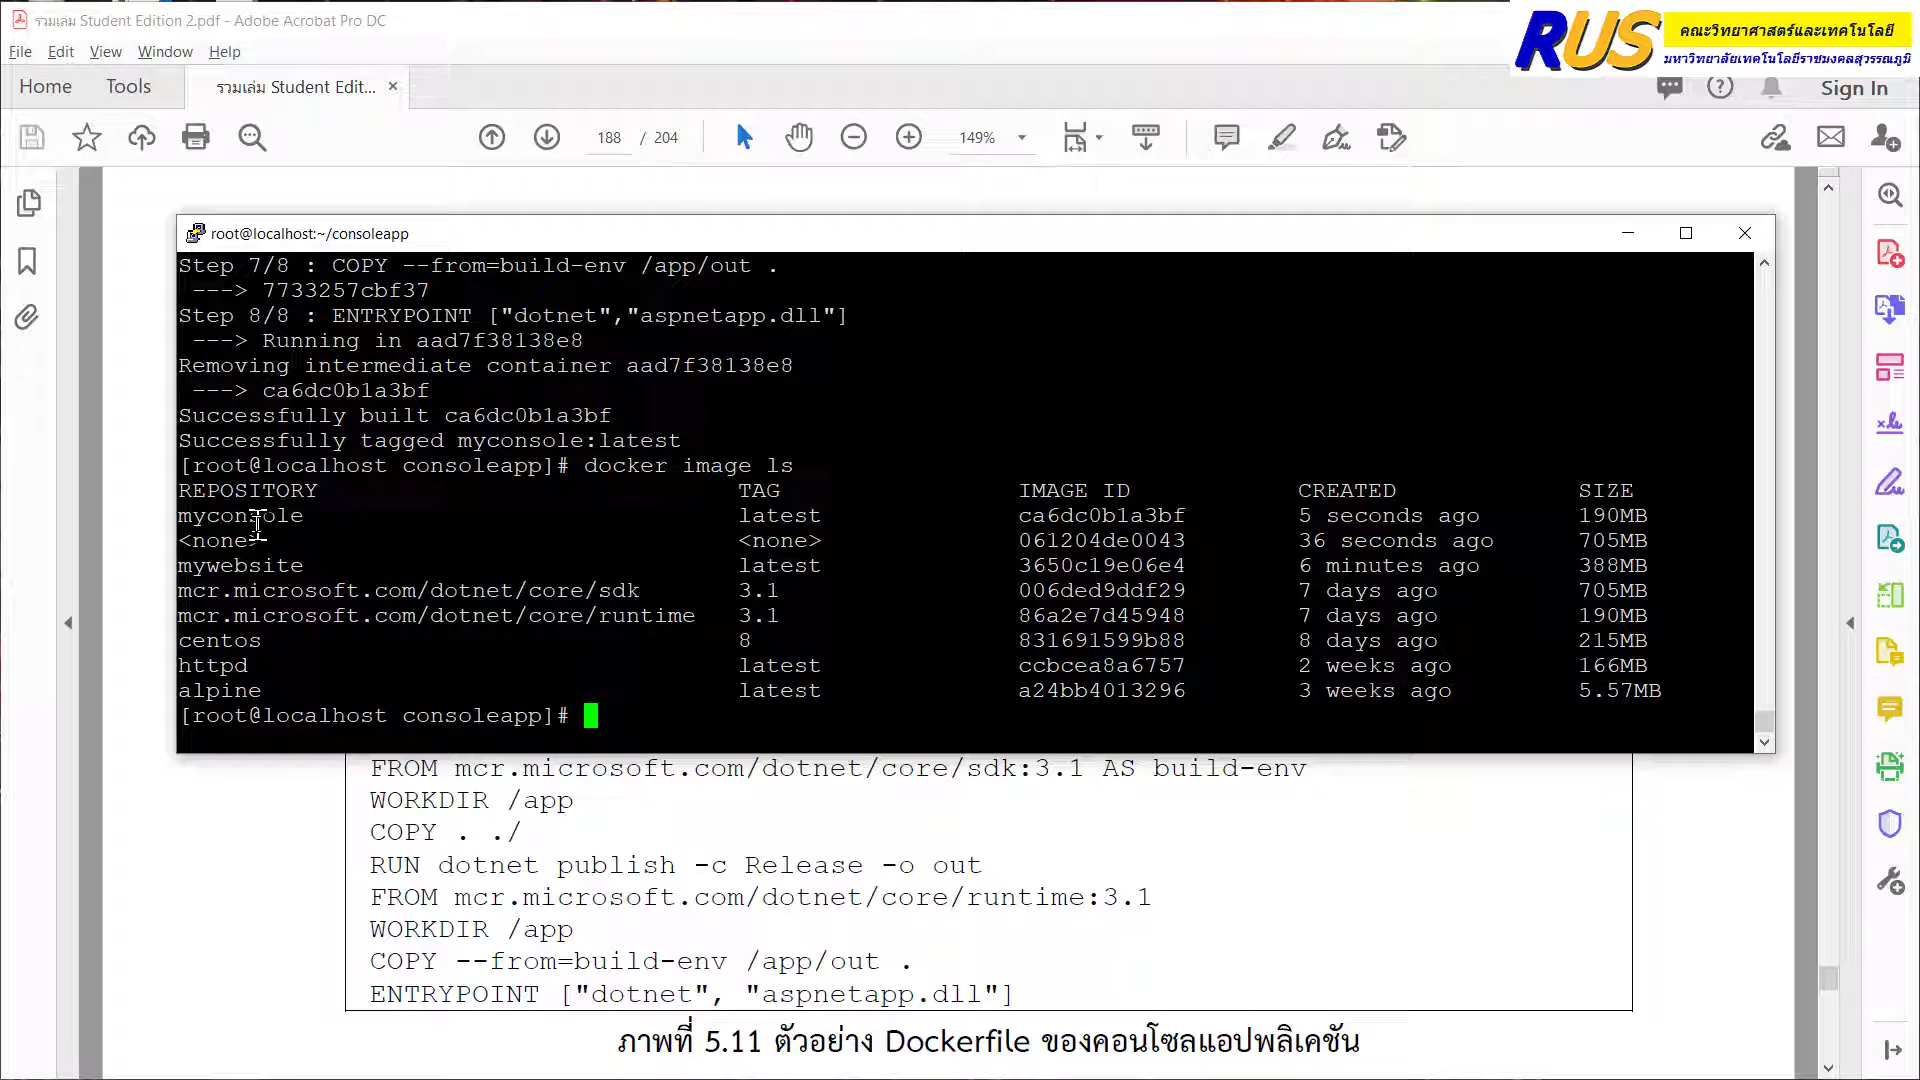 รวมเล่ม Student Edition 2.pdf - Adobe Acrobat Pro DC
RUS
คณะวิทยาศาสตร์และเทคโนโลยี
มหาวิทยาลัยเทคโนโลยีราชมงคลสุวรรณภูมิ
File Edit View Window Help
Home Tools รวมเล่ม Student Edit... × Sign In
188 / 204 149%
root@localhost:~/consoleapp
Step 7/8 : COPY --from=build-env /app/out .
---> 7733257cbf37
Step 8/8 : ENTRYPOINT ["dotnet","aspnetapp.dll"]
---> Running in aad7f38138e8
Removing intermediate container aad7f38138e8
---> ca6dc0b1a3bf
Successfully built ca6dc0b1a3bf
Successfully tagged myconsole:latest
[root@localhost consoleapp]# docker image ls
REPOSITORY TAG IMAGE ID CREATED SIZE
myconsole latest ca6dc0b1a3bf 5 seconds ago 190MB
<none> <none> 061204de0043 36 seconds ago 705MB
mywebsite latest 3650c19e06e4 6 minutes ago 388MB
mcr.microsoft.com/dotnet/core/sdk 3.1 006ded9ddf29 7 days ago 705MB
mcr.microsoft.com/dotnet/core/runtime 3.1 86a2e7d45948 7 days ago 190MB
centos 8 831691599b88 8 days ago 215MB
httpd latest ccbcea8a6757 2 weeks ago 166MB
alpine latest a24bb4013296 3 weeks ago 5.57MB
[root@localhost consoleapp]#
FROM mcr.microsoft.com/dotnet/core/sdk:3.1 AS build-env
WORKDIR /app
COPY . ./
RUN dotnet publish -c Release -o out
FROM mcr.microsoft.com/dotnet/core/runtime:3.1
WORKDIR /app
COPY --from=build-env /app/out .
ENTRYPOINT ["dotnet", "aspnetapp.dll"]
ภาพที่ 5.11 ตัวอย่าง Dockerfile ของคอนโซลแอปพลิเคชัน